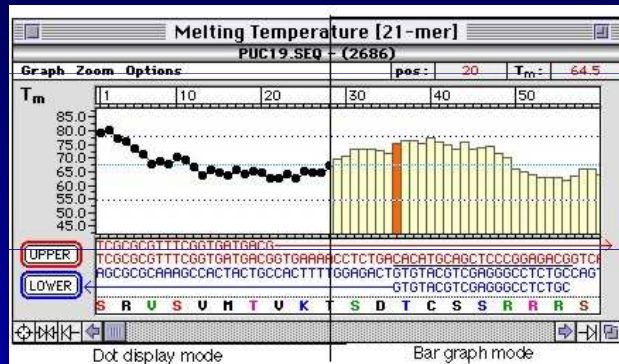 Melting Temperature [21-mer]
PUC19.SEQ - (2686)
Graph Zoom Options pos: 20 Tm: 64.5
Tm 1 10 20 30 40 50
85.0
80.0
75.0
70.0
65.0
60.0
55.0
50.0
45.0
TCGCGCGTTTCGGTGATGACG
UPPER TCGCGCGTTTCGGTGATGACGGTGAAAACCTCTGACACATGCAGCTCCCGGAGACGGTCA
AGCGCGCAAAGCCACTACTGCCACTTTTGGAGACTGTGTACGTCGAGGGCCTCTGCCAGT
LOWER GTGTACGTCGAGGGCCTCTGC
S R V S V M T V K T S D T C S S R R R S
Dot display mode Bar graph mode